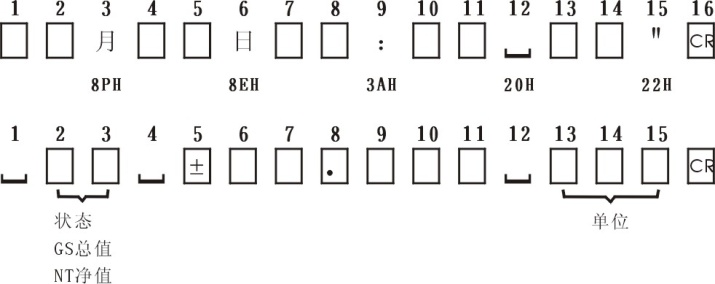 1 2 3 4 5 6 7 8 9 10 11 12 13 14 15 16
月 日 : " CR
8PH 8EH 3AH 20H 22H
1 2 3 4 5 6 7 8 9 10 11 12 13 14 15
± . CR
状态 单位
GS总值
NT净值